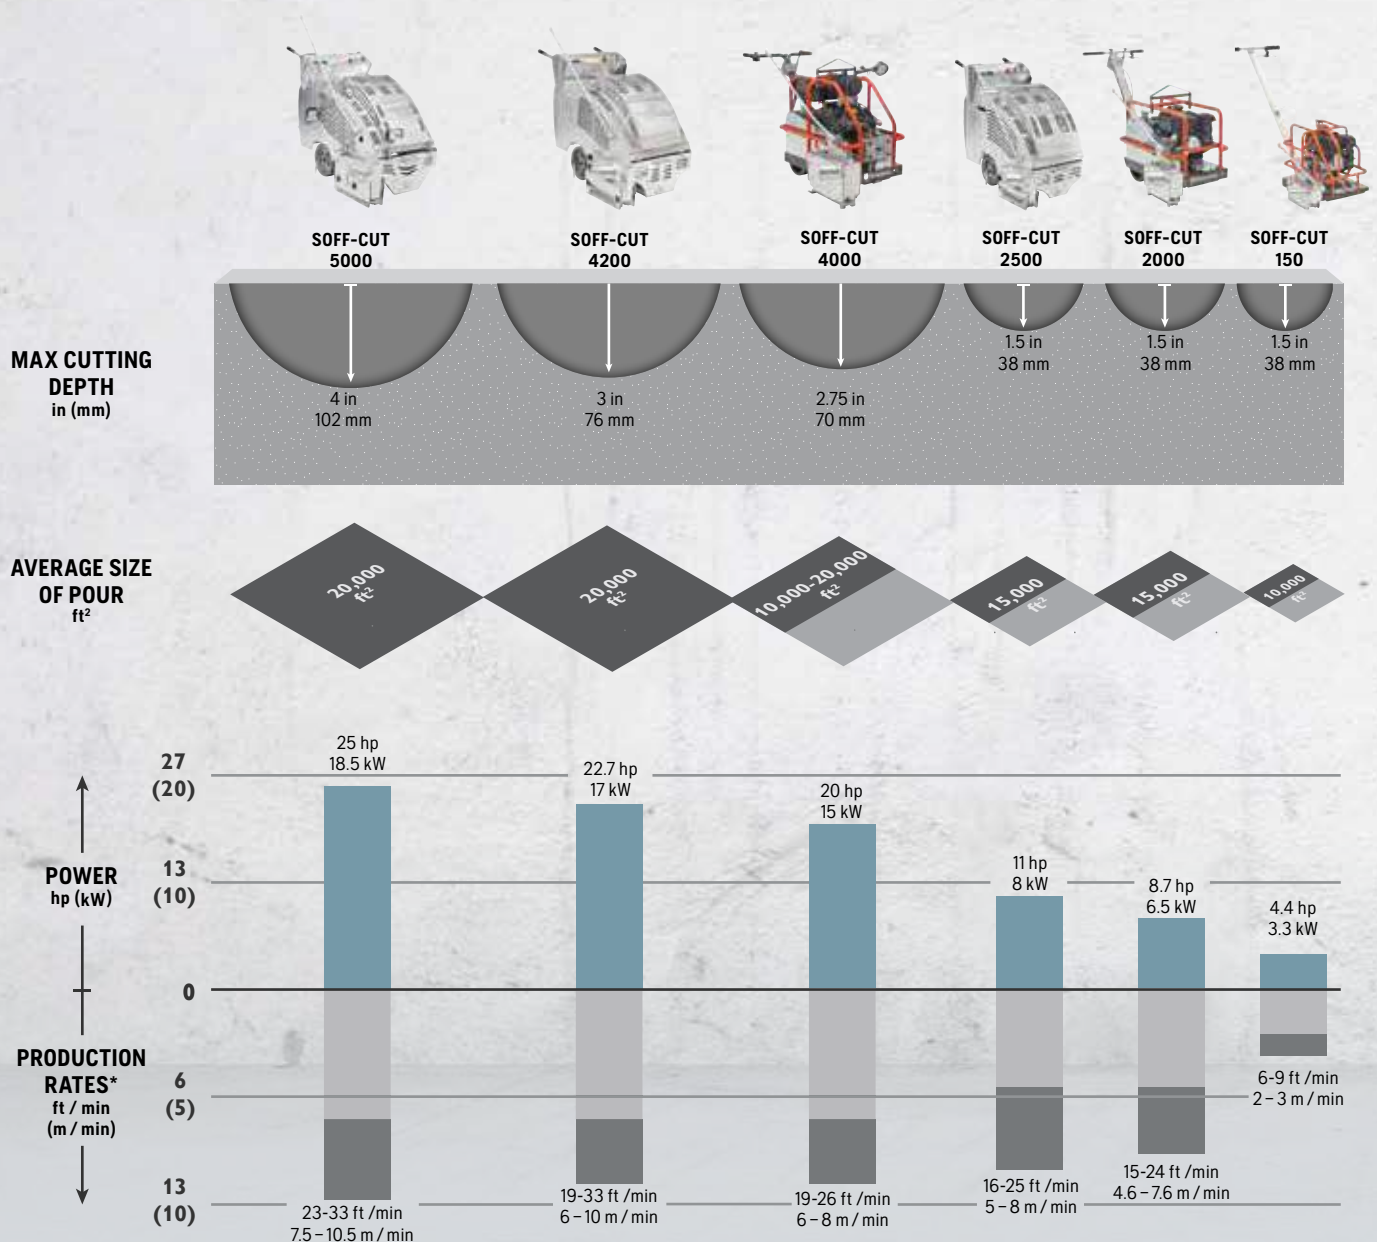 SOFF-CUT
5000
SOFF-CUT
4200
SOFF-CUT
4000
SOFF-CUT
2500
SOFF-CUT
2000
SOFF-CUT
150
MAX CUTTING
DEPTH
in (mm)
4 in
102 mm
3 in
76 mm
2.75 in
70 mm
1.5 in
38 mm
1.5 in
38 mm
1.5 in
38 mm
AVERAGE SIZE
OF POUR
ft²
20,000
ft²
20,000
ft²
10,000-20,000
ft²
15,000
ft²
15,000
ft²
10,000
ft²
POWER
hp (kW)
27
(20)
13
(10)
0
25 hp
18.5 kW
22.7 hp
17 kW
20 hp
15 kW
11 hp
8 kW
8.7 hp
6.5 kW
4.4 hp
3.3 kW
PRODUCTION
RATES*
ft / min
(m / min)
6
(5)
13
(10)
23-33 ft /min
7.5–10.5 m / min
19-33 ft /min
6–10 m / min
19-26 ft /min
6–8 m / min
16-25 ft /min
5–8 m / min
15-24 ft /min
4.6–7.6 m / min
6-9 ft /min
2–3 m / min